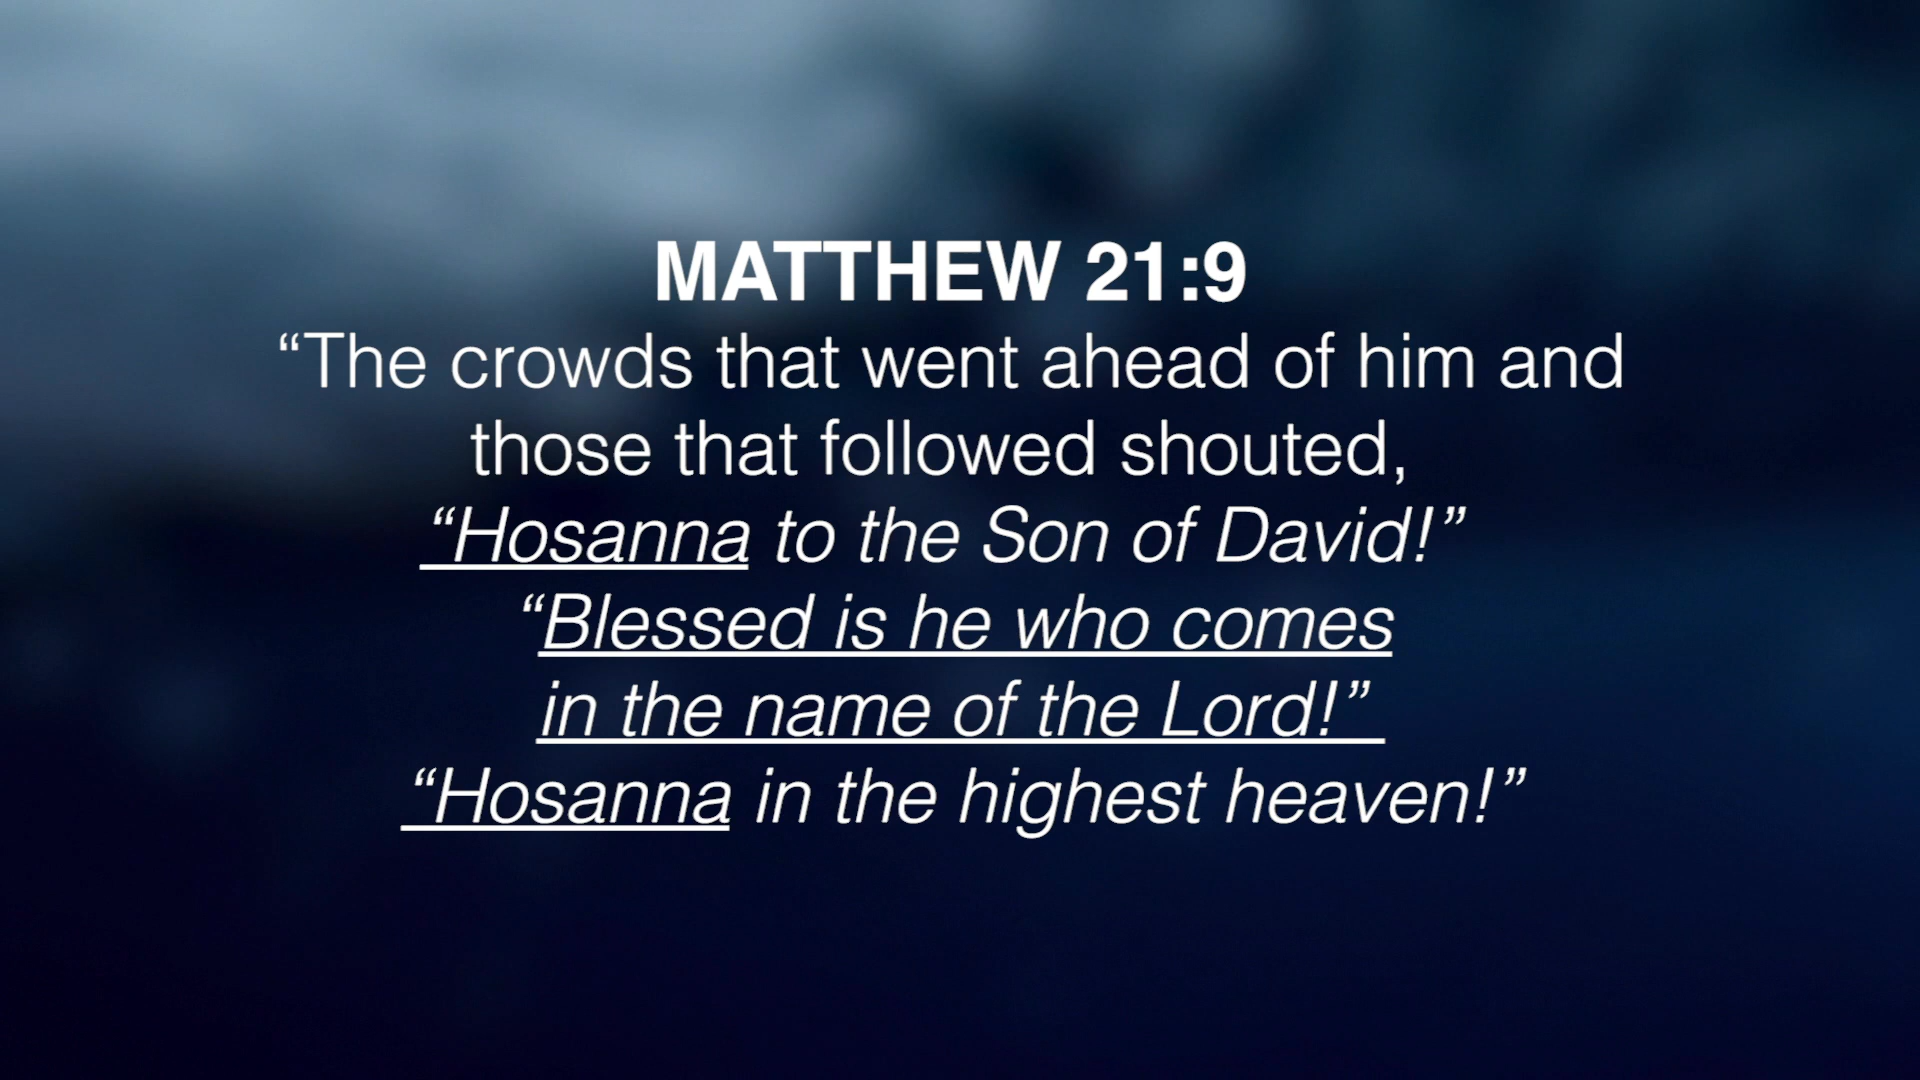 MATTHEW 21:9
“The crowds that went ahead of him and
those that followed shouted,
“Hosanna to the Son of David!”
“Blessed is he who comes
in the name of the Lord!”
“Hosanna in the highest heaven!”